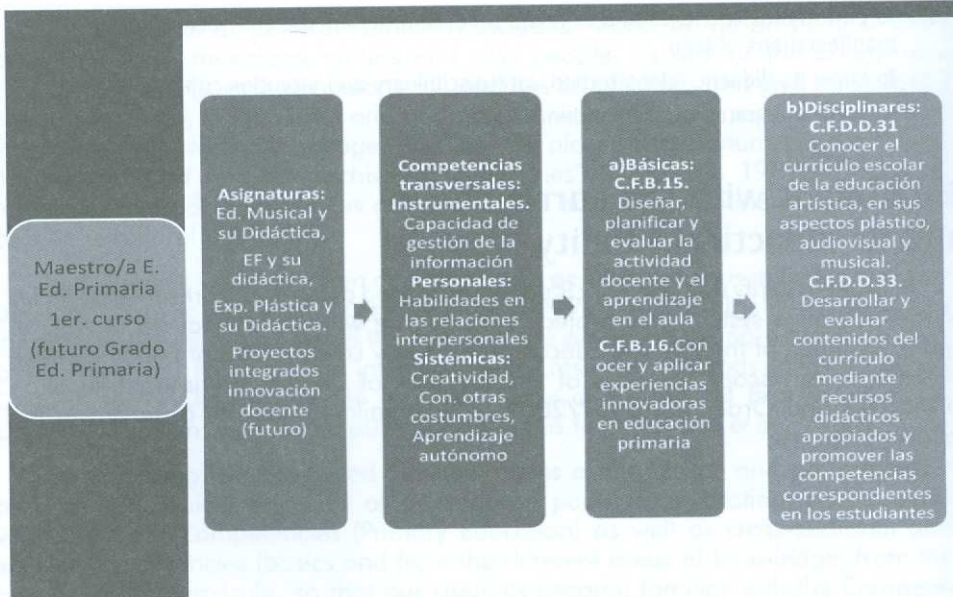 Maestro/a E.
Ed. Primaria
1er. curso
(futuro Grado
Ed. Primaria)
Asignaturas:
Ed. Musical y
su Didáctica,
EF y su
didáctica,
Exp. Plástica y
su Didáctica.
Proyectos
integrados
innovación
docente
(futuro)
Competencias
transversales:
Instrumentales.
Capacidad de
gestión de la
información
Personales:
Habilidades en
las relaciones
interpersonales
Sistémicas:
Creatividad,
Con. otras
costumbres,
Aprendizaje
autónomo
a)Básicas:
C.F.B.15.
Diseñar,
planificar y
evaluar la
actividad
docente y el
aprendizaje
en el aula
C.F.B.16.Con
ocer y aplicar
experiencias
innovadoras
en educación
primaria
b)Disciplinares:
C.F.D.D.31
Conocer el
currículo escolar
de la educación
artística, en sus
aspectos plástico,
audiovisual y
musical.
C.F.D.D.33.
Desarrollar y
evaluar
contenidos del
currículo
mediante
recursos
didácticos
apropiados y
promover las
competencias
correspondientes
en los estudiantes